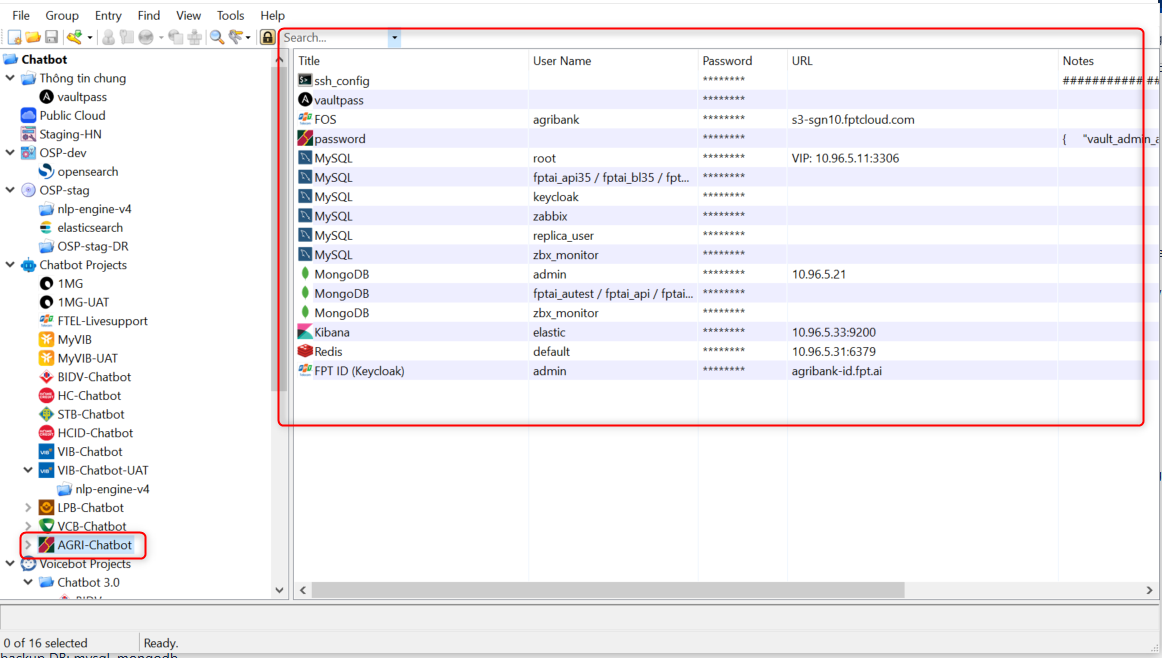 File Edit Group Entry Find View Tools Help
Search...
Chatbot
Thông tin chung
vaultpass
Public Cloud
Staging-HN
OSP-dev
opensearch
OSP-stag
nlp-engine-v4
elasticsearch
OSP-stag-DR
Chatbot Projects
1MG
1MG-UAT
FTEL-Livesupport
MyVIB
MyVIB-UAT
BIDV-Chatbot
HC-Chatbot
STB-Chatbot
HCID-Chatbot
VIB-Chatbot
VIB-Chatbot-UAT
nlp-engine-v4
LPB-Chatbot
VCB-Chatbot
AGRI-Chatbot
Voicebot Projects
Chatbot 3.0
BIDV
Title User Name Password URL Notes
ssh_config ******** ###########
vaultpass ********
FOS agribank ******** s3-sgn10.fptcloud.com
password ******** { "vault_admin_a
MySQL root ******** VIP: 10.96.5.11:3306
MySQL fptai_api35 / fptai_bl35 / fpt... ********
MySQL keycloak ********
MySQL zabbix ********
MySQL replica_user ********
MySQL zbx_monitor ********
MongoDB admin ******** 10.96.5.21
MongoDB fptai_autest / fptai_api / fptai... ********
MongoDB zbx_monitor ********
Kibana elastic ******** 10.96.5.33:9200
Redis default ******** 10.96.5.31:6379
FPT ID (Keycloak) admin ******** agribank-id.fpt.ai
0 of 16 selected Ready.
backup DB: mysql, mongodb